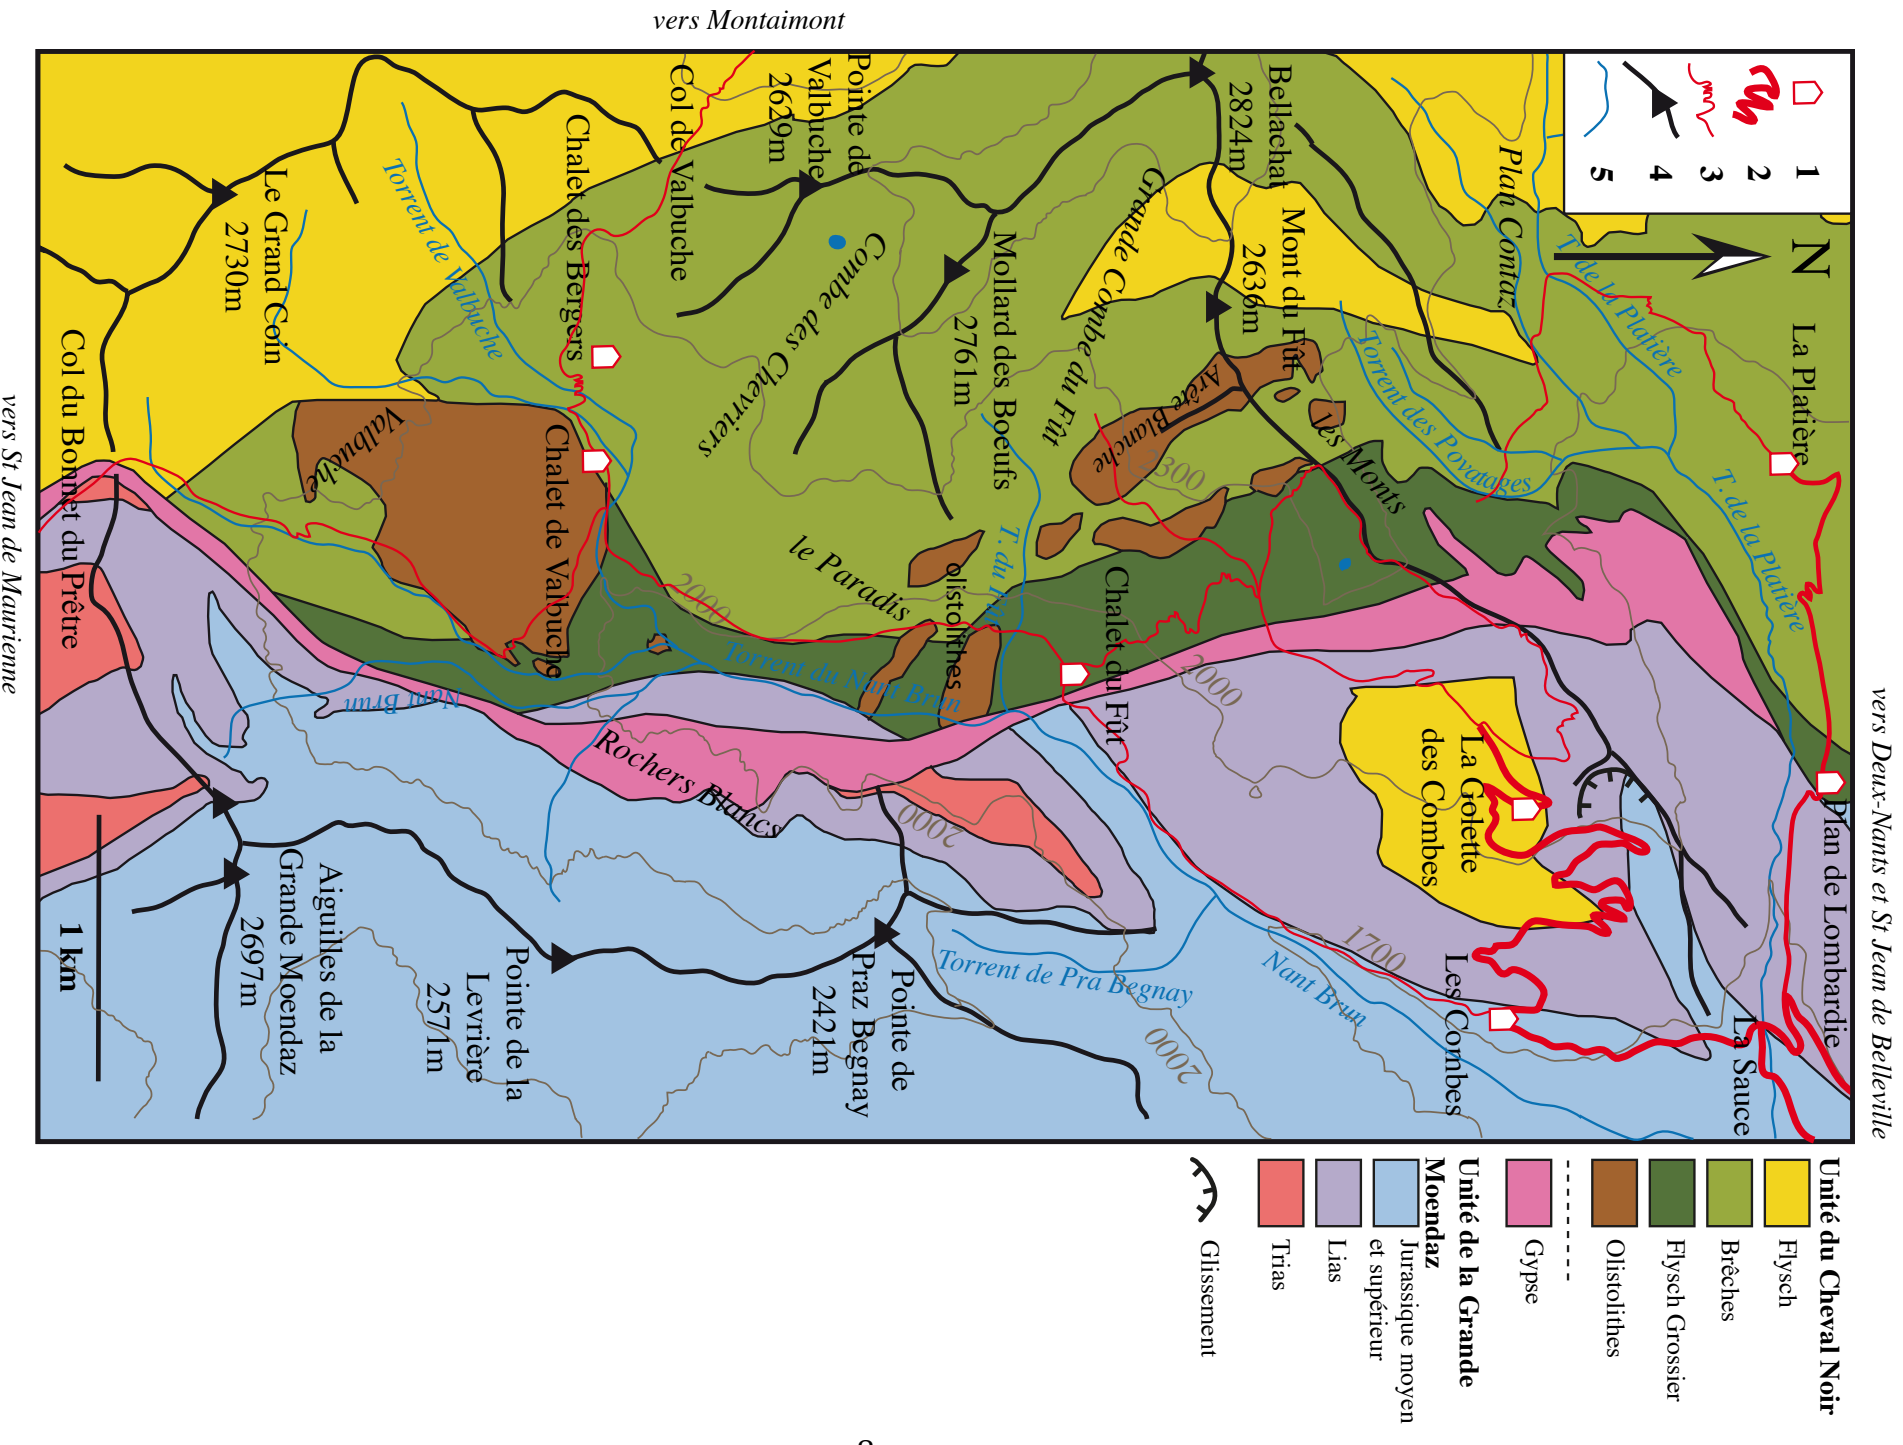 vers Montaimont
vers St Jean de Maurienne
vers Deux-Nants et St Jean de Belleville
1
2
3
4
5
N
La Platière
T. de la Platière
T. de la Platière
Plan Contaz
Bellachat
2824m
Mont du Fût
2636m
Torrent des Povatages
Les Monts
Arête Blanche
2300
Grande Combe du Fût
Pointe de
Valbuche
2629m
Mollard des Boeufs
2761m
Combe des Chevriers
Col de Valbuche
Chalet des Bergers
Torrent de Valbuche
Le Grand Coin
2730m
Col du Bonnet du Prêtre
Valbuche
Chalet de Valbuche
le Paradis
2000
olistolithes
T. du Fût
Chalet du Fût
2000
Torrent du Nant Brun
Nant Brun
Rochers Blancs
2000
La Golette
des Combes
Plan de Lombardie
La Sauce
Les Combes
1700
Nant Brun
Torrent de Pra Begnay
2000
Pointe de
Praz Begnay
2421m
Pointe de la
Levrière
2571m
Aiguilles de la
Grande Moendaz
2697m
1 km
Unité du Cheval Noir
Flysch
Brêches
Flysch Grossier
Olistolithes
Gypse
Unité de la Grande
Moendaz
Jurassique moyen
et supérieur
Lias
Trias
Glissement